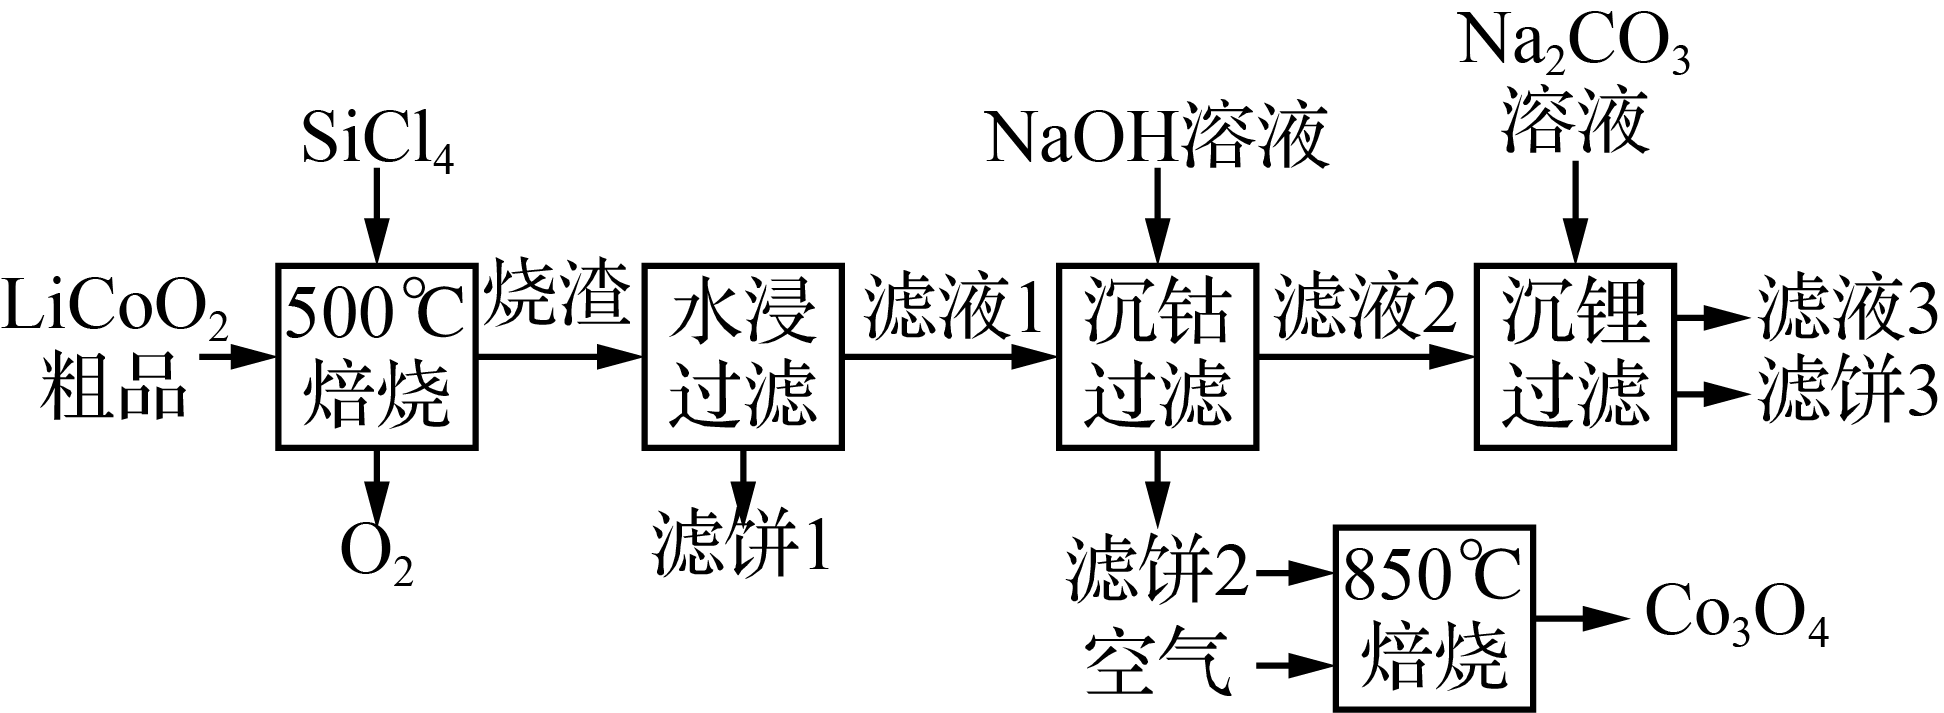 SiCl₄
NaOH溶液
Na₂CO₃
溶液
LiCoO₂
粗品
500℃
焙烧
烧渣
水浸
过滤
滤液1
沉钴
过滤
滤液2
沉锂
过滤
滤液3
滤饼3
O₂
滤饼1
滤饼2
空气
850℃
焙烧
Co₃O₄